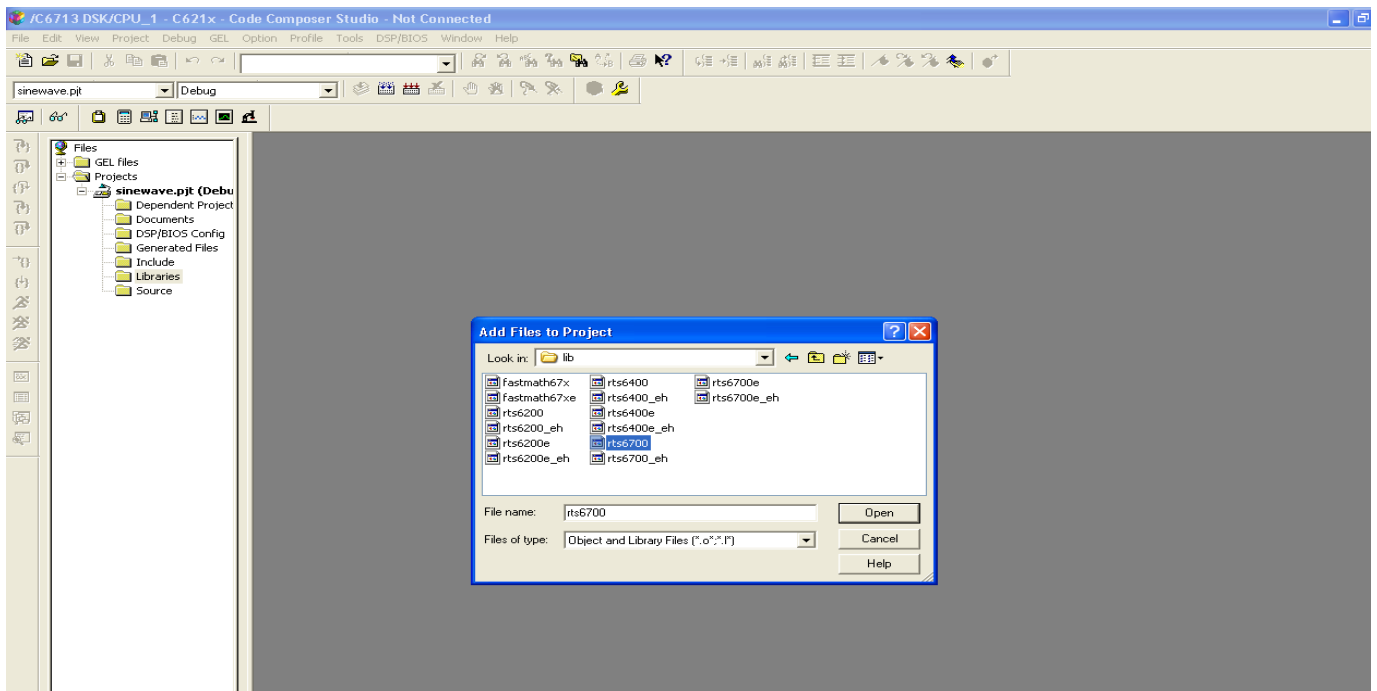 /C6713 DSK/CPU_1 - C621x - Code Composer Studio - Not Connected
File Edit View Project Debug GEL Option Profile Tools DSP/BIOS Window Help
sinewave.pjt Debug
Files
GEL files
Projects
sinewave.pjt (Debu
Dependent Project
Documents
DSP/BIOS Config
Generated Files
Include
Libraries
Source
Add Files to Project
Look in: lib
fastmath67x rts6400 rts6700e
fastmath67xe rts6400_eh rts6700e_eh
rts6200 rts6400e
rts6200_eh rts6400e_eh
rts6200e rts6700
rts6200e_eh rts6700_eh
File name: rts6700 Open
Files of type: Object and Library Files (*.o*;*.l*) Cancel
Help